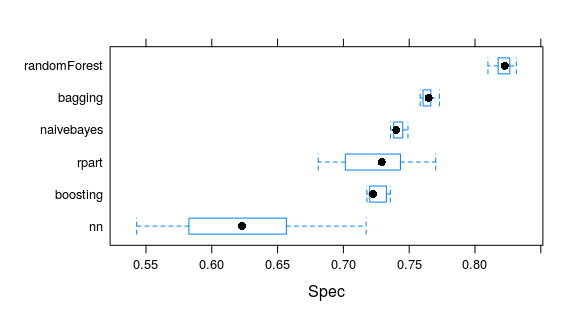 randomForest
bagging
naivebayes
rpart
boosting
nn
0.55 0.60 0.65 0.70 0.75 0.80
Spec